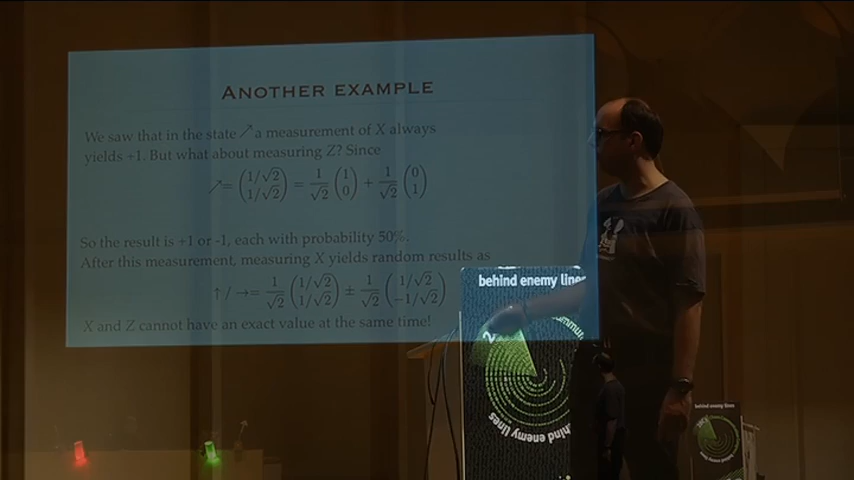 ANOTHER EXAMPLE
We saw that in the state ↗ a measurement of X always
yields +1. But what about measuring Z? Since
↗= (1/√2 1/√2) = 1/√2 (1 0) + 1/√2 (0 1)
So the result is +1 or -1, each with probability 50%.
After this measurement, measuring X yields random results as
↑ / →= 1/√2 (1/√2 1/√2) ± 1/√2 (1/√2 −1/√2)
X and Z cannot have an exact value at the same time!
behind enemy lines
behind enemy lines
behind enemy lines